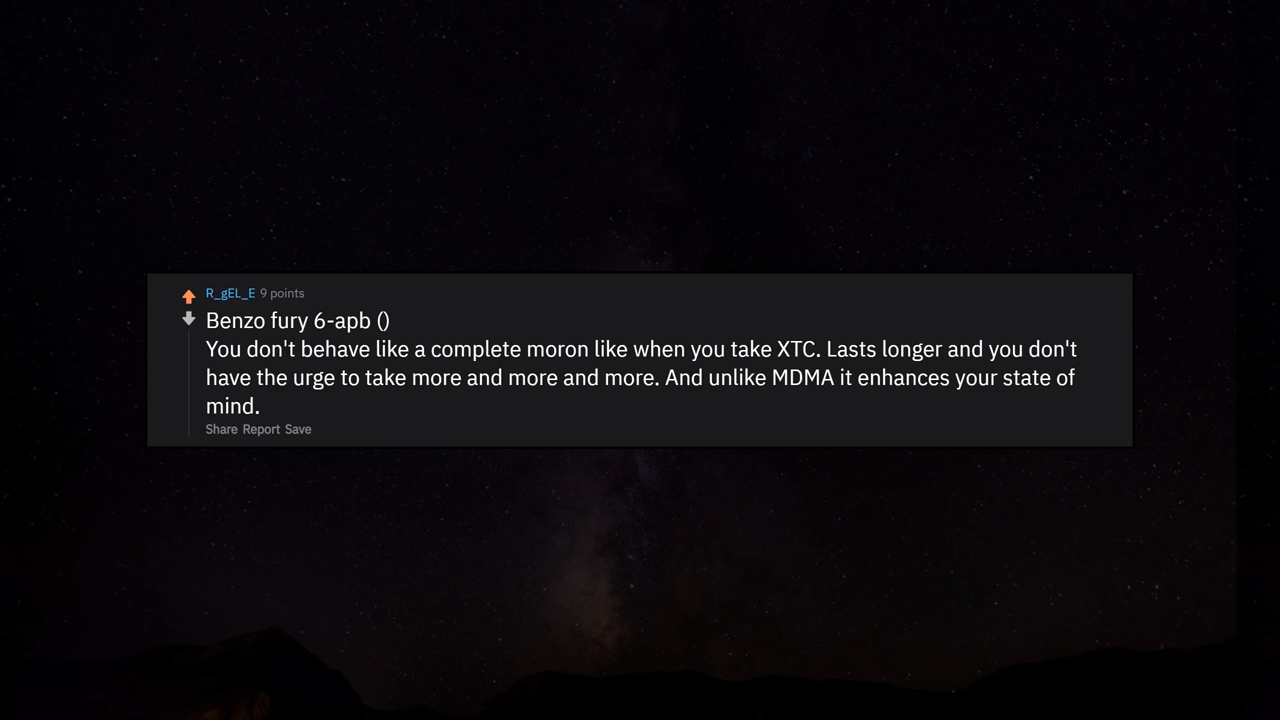 R_gEL_E 9 points
Benzo fury 6-apb ()
You don't behave like a complete moron like when you take XTC. Lasts longer and you don't
have the urge to take more and more and more. And unlike MDMA it enhances your state of
mind.
Share Report Save